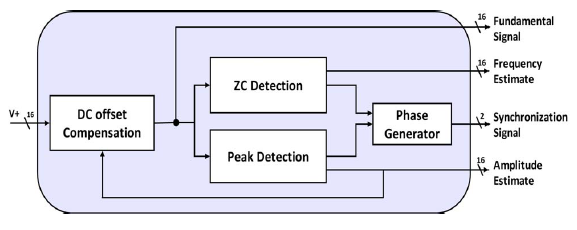 16
Fundamental
Signal
16
Frequency
Estimate
ZC Detection
V+
16
DC offset
Compensation
Phase
Generator
2
Synchronization
Signal
Peak Detection
16
Amplitude
Estimate